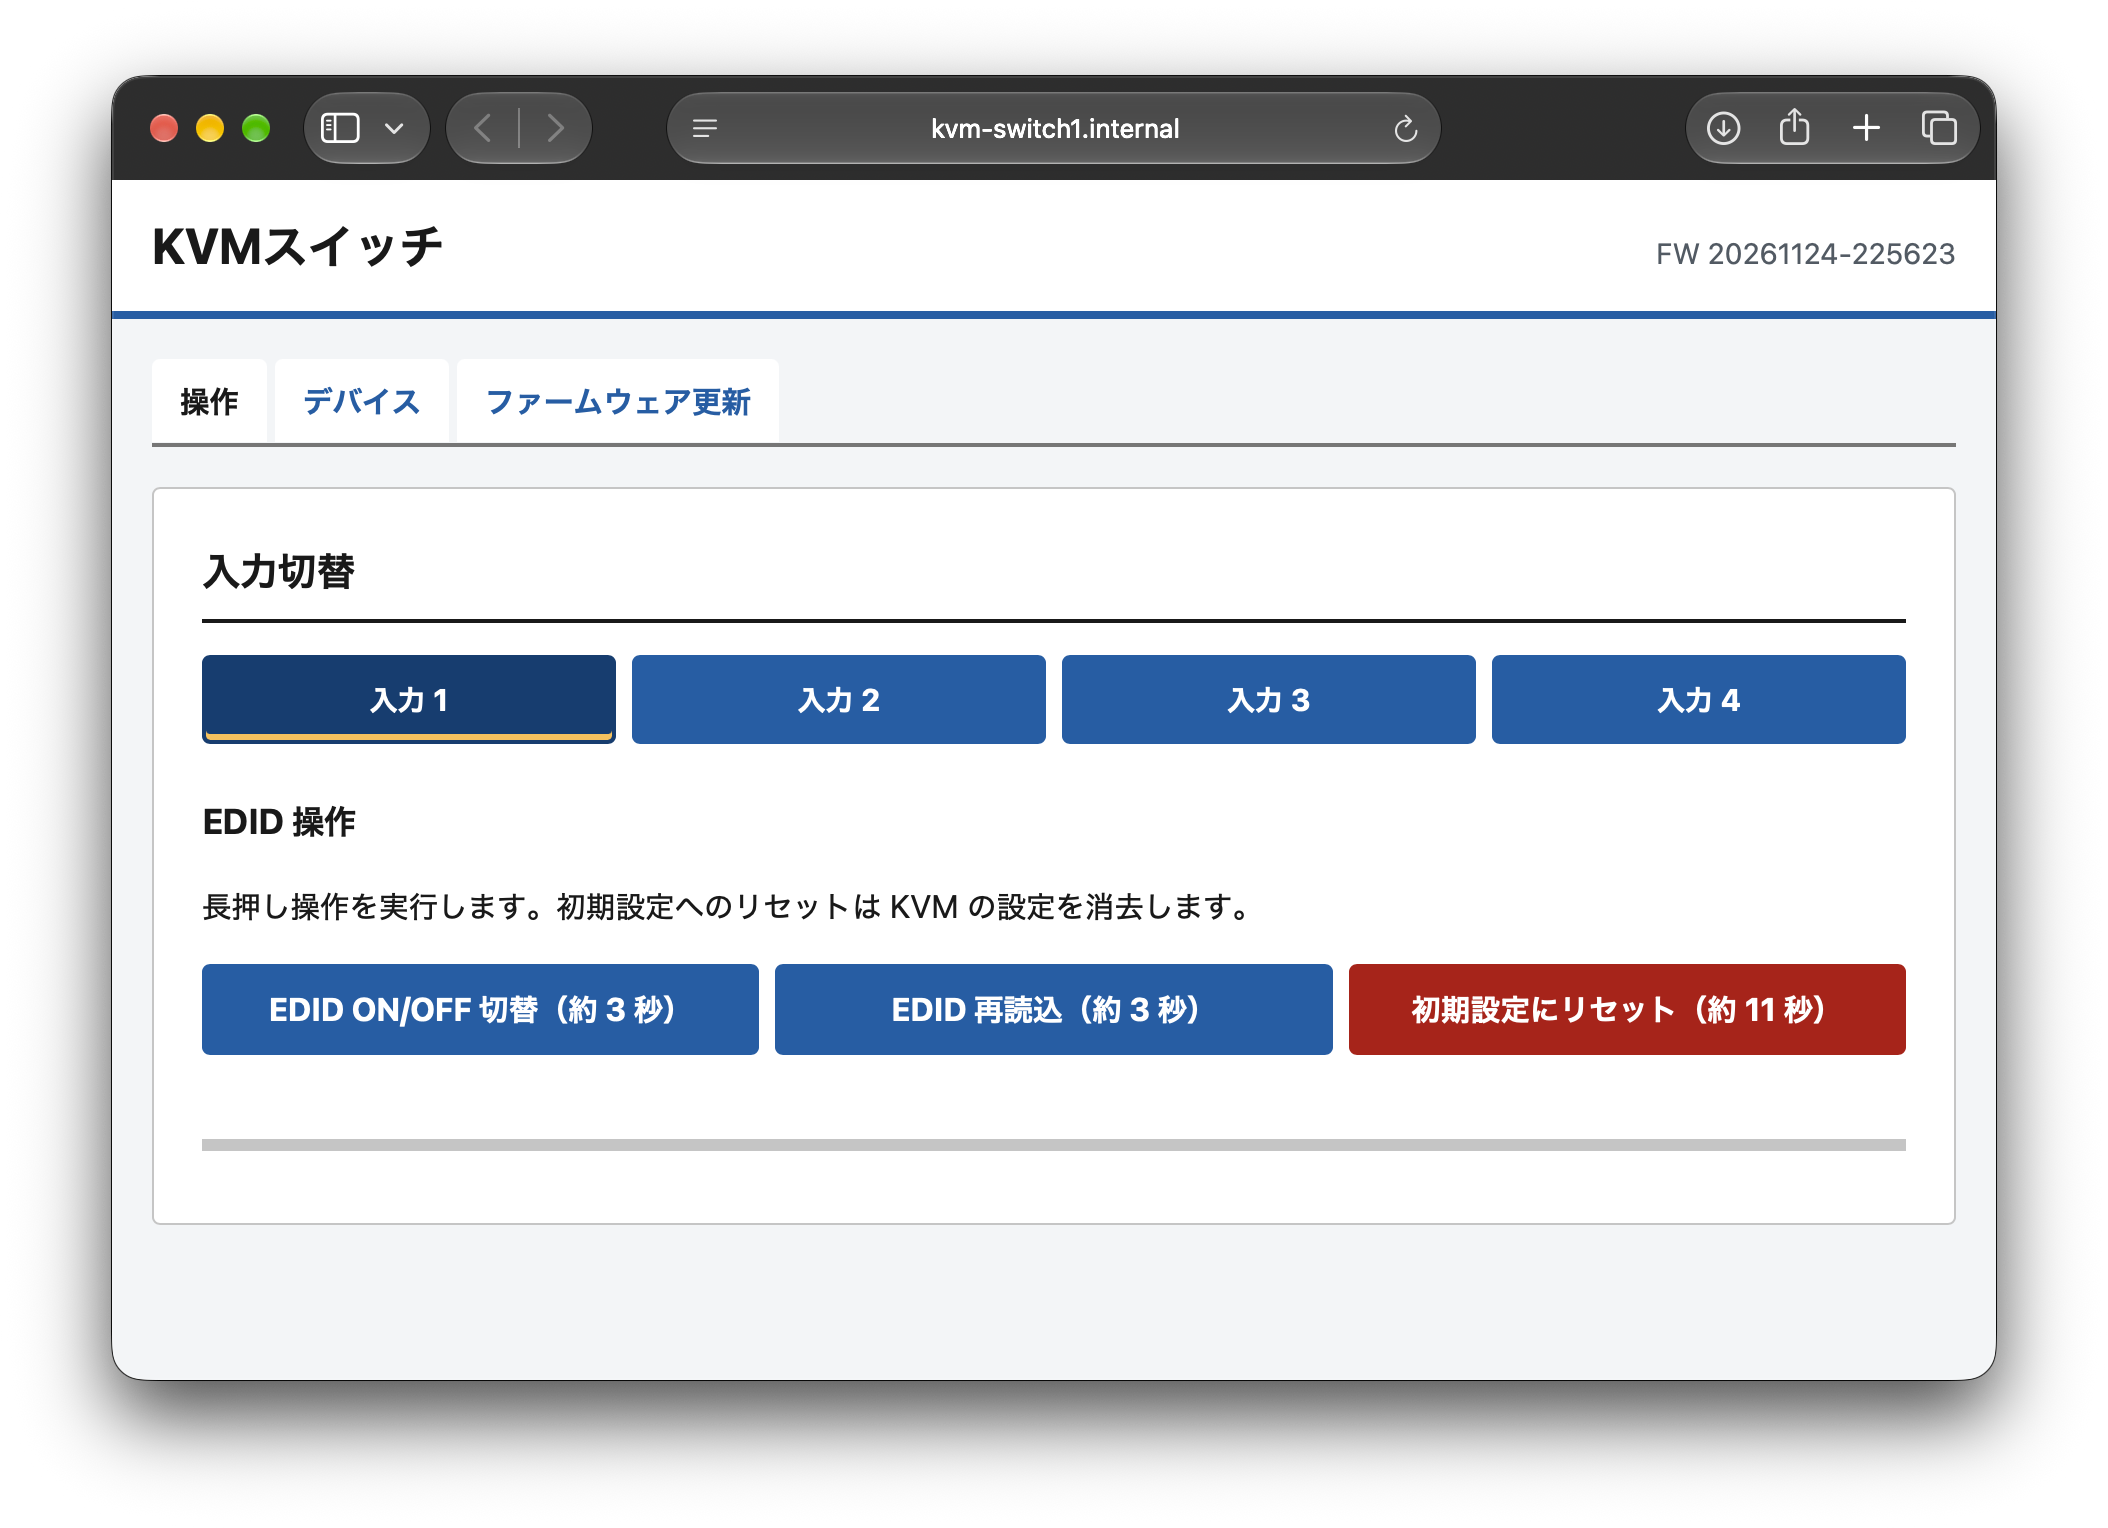 kvm-switch1.internal
KVMスイッチ
FW 20261124-225623
操作
デバイス
ファームウェア更新
入力切替
入力 1
入力 2
入力 3
入力 4
EDID 操作
長押し操作を実行します。初期設定へのリセットは KVM の設定を消去します。
EDID ON/OFF 切替（約 3 秒）
EDID 再読込（約 3 秒）
初期設定にリセット（約 11 秒）